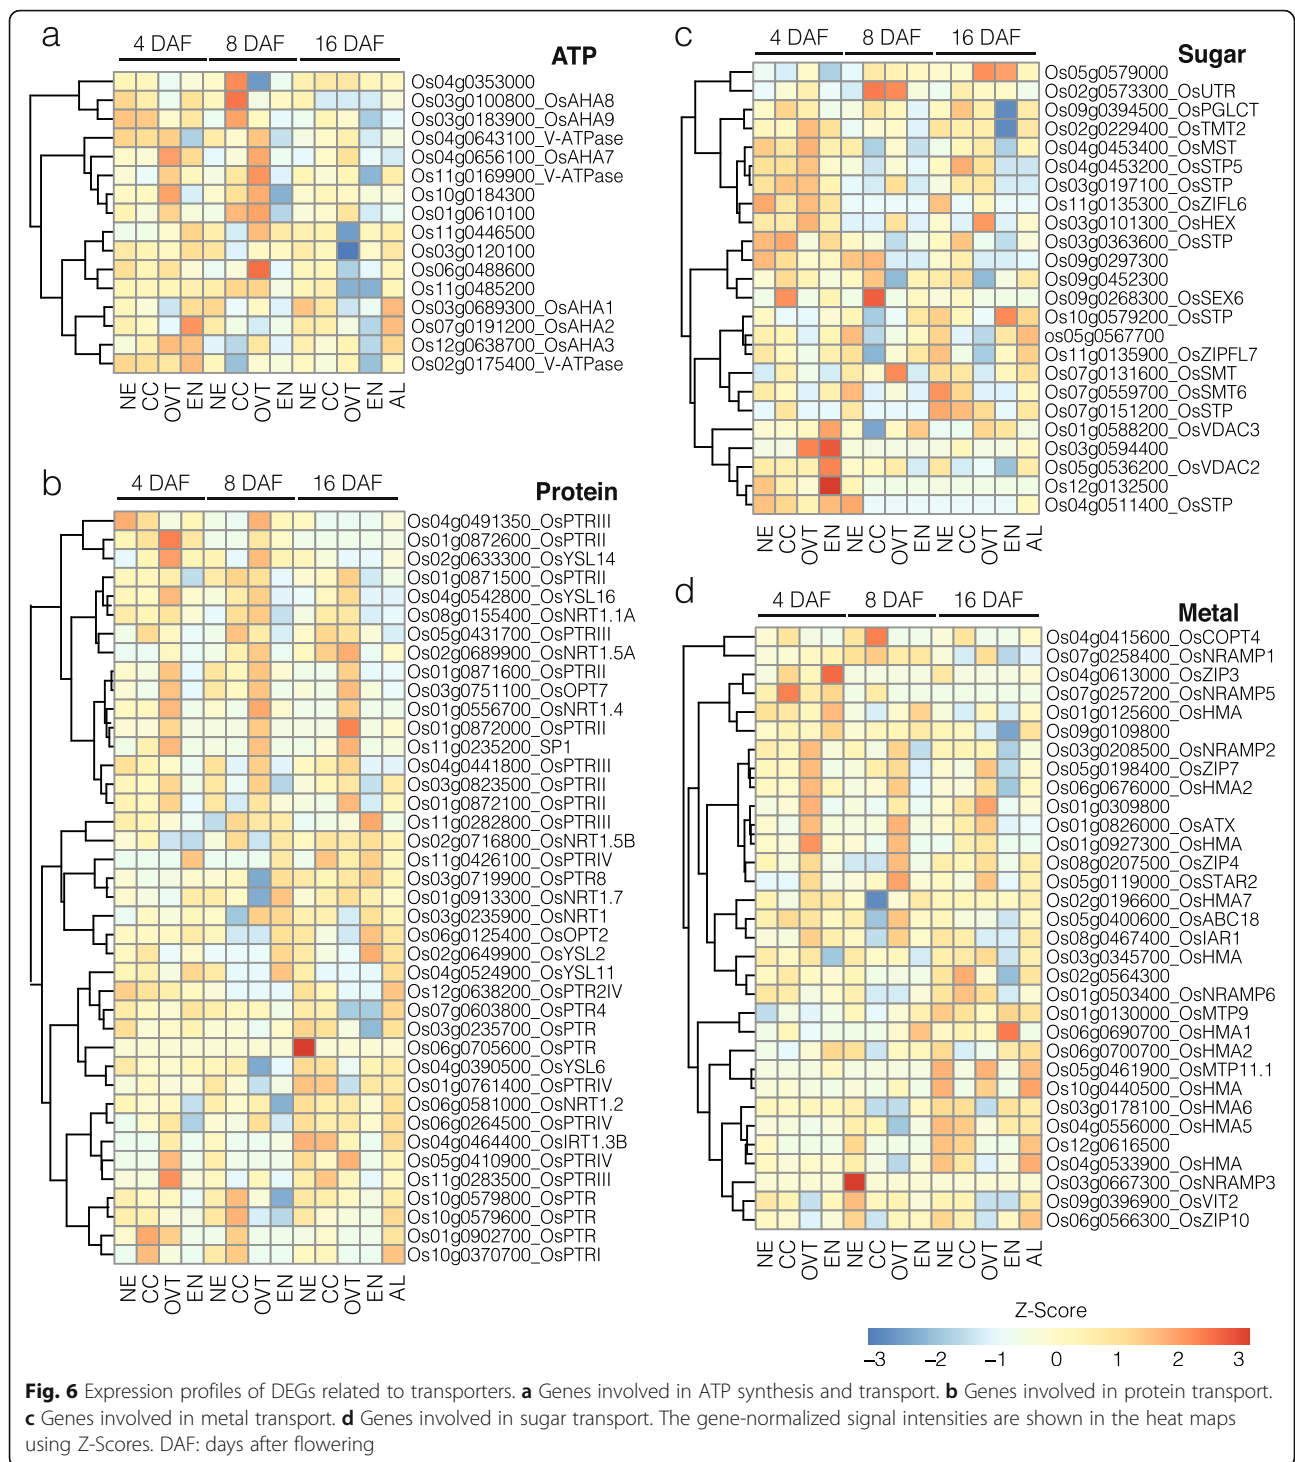 a
4 DAF 8 DAF 16 DAF
ATP
Os04g0353000
Os03g0100800_OsAHA8
Os03g0183900_OsAHA9
Os04g0643100_V-ATPase
Os04g0656100_OsAHA7
Os11g0169900_V-ATPase
Os10g0184300
Os01g0610100
Os11g0446500
Os03g0120100
Os06g0488600
Os11g0485200
Os03g0689300_OsAHA1
Os07g0191200_OsAHA2
Os12g0638700_OsAHA3
Os02g0175400_V-ATPase
NE CC OVT EN NE CC OVT EN NE CC OVT EN AL
b
4 DAF 8 DAF 16 DAF
Protein
Os04g0491350_OsPTRIII
Os01g0872600_OsPTRII
Os02g0633300_OsYSL14
Os01g0871500_OsPTRII
Os04g0542800_OsYSL16
Os08g0155400_OsNRT1.1A
Os05g0431700_OsPTRIII
Os02g0689900_OsNRT1.5A
Os01g0871600_OsPTRII
Os03g0751100_OsOPT7
Os01g0556700_OsNRT1.4
Os01g0872000_OsPTRII
Os11g0235200_SP1
Os04g0441800_OsPTRIII
Os03g0823500_OsPTRII
Os01g0872100_OsPTRII
Os11g0282800_OsPTRIII
Os02g0716800_OsNRT1.5B
Os11g0426100_OsPTRIV
Os03g0719900_OsPTR8
Os01g0913300_OsNRT1.7
Os03g0235900_OsNRT1
Os06g0125400_OsOPT2
Os02g0649900_OsYSL2
Os04g0524900_OsYSL11
Os12g0638200_OsPTR2IV
Os07g0603800_OsPTR4
Os03g0235700_OsPTR
Os06g0705600_OsPTR
Os04g0390500_OsYSL6
Os01g0761400_OsPTRIV
Os06g0581000_OsNRT1.2
Os06g0264500_OsPTRIV
Os04g0464400_OsIRT1.3B
Os05g0410900_OsPTRIV
Os11g0283500_OsPTRIII
Os10g0579800_OsPTR
Os10g0579600_OsPTR
Os01g0902700_OsPTR
Os10g0370700_OsPTRI
NE CC OVT EN NE CC OVT EN NE CC OVT EN AL
c
4 DAF 8 DAF 16 DAF
Sugar
Os05g0579000
Os02g0573300_OsUTR
Os09g0394500_OsPGLCT
Os02g0229400_OsTMT2
Os04g0453400_OsMST
Os04g0453200_OsSTP5
Os03g0197100_OsSTP
Os11g0135300_OsZIFL6
Os03g0101300_OsHEX
Os03g0363600_OsSTP
Os09g0297300
Os09g0452300
Os09g0268300_OsSEX6
Os10g0579200_OsSTP
os05g0567700
Os11g0135900_OsZIPFL7
Os07g0131600_OsSMT
Os07g0559700_OsSMT6
Os07g0151200_OsSTP
Os01g0588200_OsVDAC3
Os03g0594400
Os05g0536200_OsVDAC2
Os12g0132500
Os04g0511400_OsSTP
NE CC OVT EN NE CC OVT EN NE CC OVT EN AL
d
4 DAF 8 DAF 16 DAF
Metal
Os04g0415600_OsCOPT4
Os07g0258400_OsNRAMP1
Os04g0613000_OsZIP3
Os07g0257200_OsNRAMP5
Os01g0125600_OsHMA
Os09g0109800
Os03g0208500_OsNRAMP2
Os05g0198400_OsZIP7
Os06g0676000_OsHMA2
Os01g0309800
Os01g0826000_OsATX
Os01g0927300_OsHMA
Os08g0207500_OsZIP4
Os05g0119000_OsSTAR2
Os02g0196600_OsHMA7
Os05g0400600_OsABC18
Os08g0467400_OsIAR1
Os03g0345700_OsHMA
Os02g0564300
Os01g0503400_OsNRAMP6
Os01g0130000_OsMTP9
Os06g0690700_OsHMA1
Os06g0700700_OsHMA2
Os05g0461900_OsMTP11.1
Os10g0440500_OsHMA
Os03g0178100_OsHMA6
Os04g0556000_OsHMA5
Os12g0616500
Os04g0533900_OsHMA
Os03g0667300_OsNRAMP3
Os09g0396900_OsVIT2
Os06g0566300_OsZIP10
NE CC OVT EN NE CC OVT EN NE CC OVT EN AL
Z-Score
−3 −2 −1 0 1 2 3
Fig. 6 Expression profiles of DEGs related to transporters. a Genes involved in ATP synthesis and transport. b Genes involved in protein transport.
c Genes involved in metal transport. d Genes involved in sugar transport. The gene-normalized signal intensities are shown in the heat maps
using Z-Scores. DAF: days after flowering